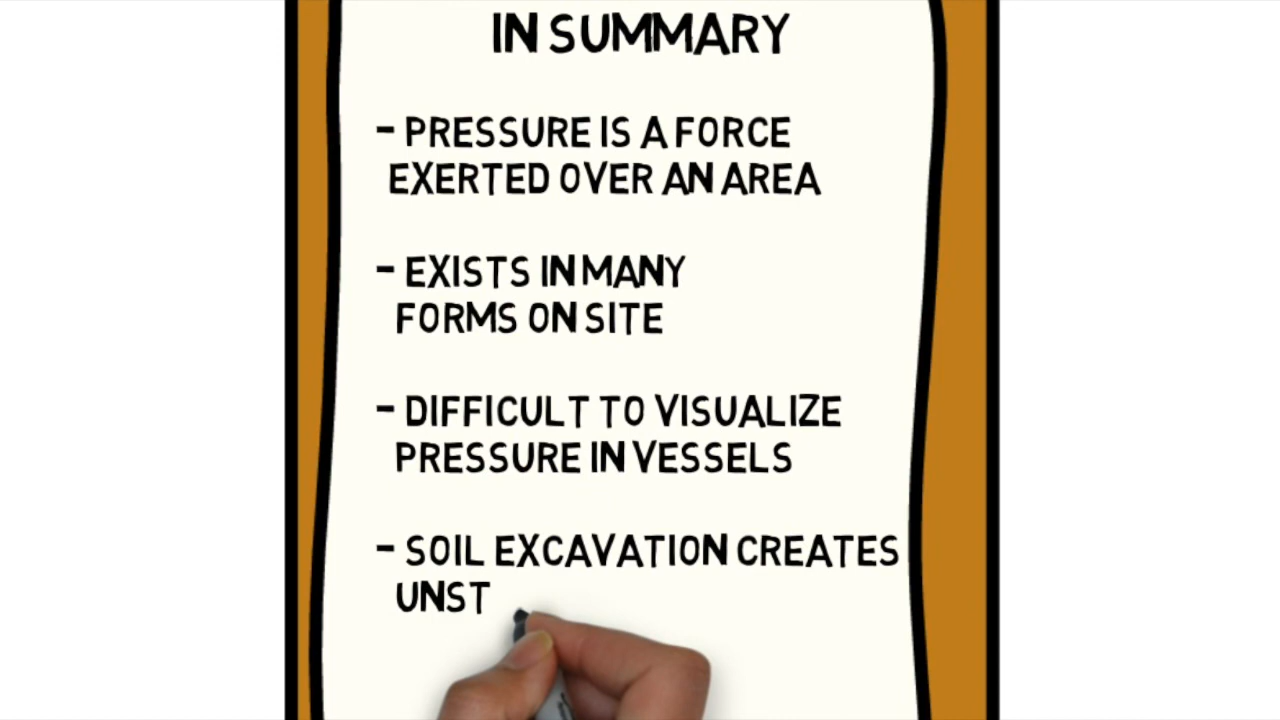 IN SUMMARY
- PRESSURE IS A FORCE
EXERTED OVER AN AREA
- EXISTS IN MANY
FORMS ON SITE
- DIFFICULT TO VISUALIZE
PRESSURE IN VESSELS
- SOIL EXCAVATION CREATES
UNST